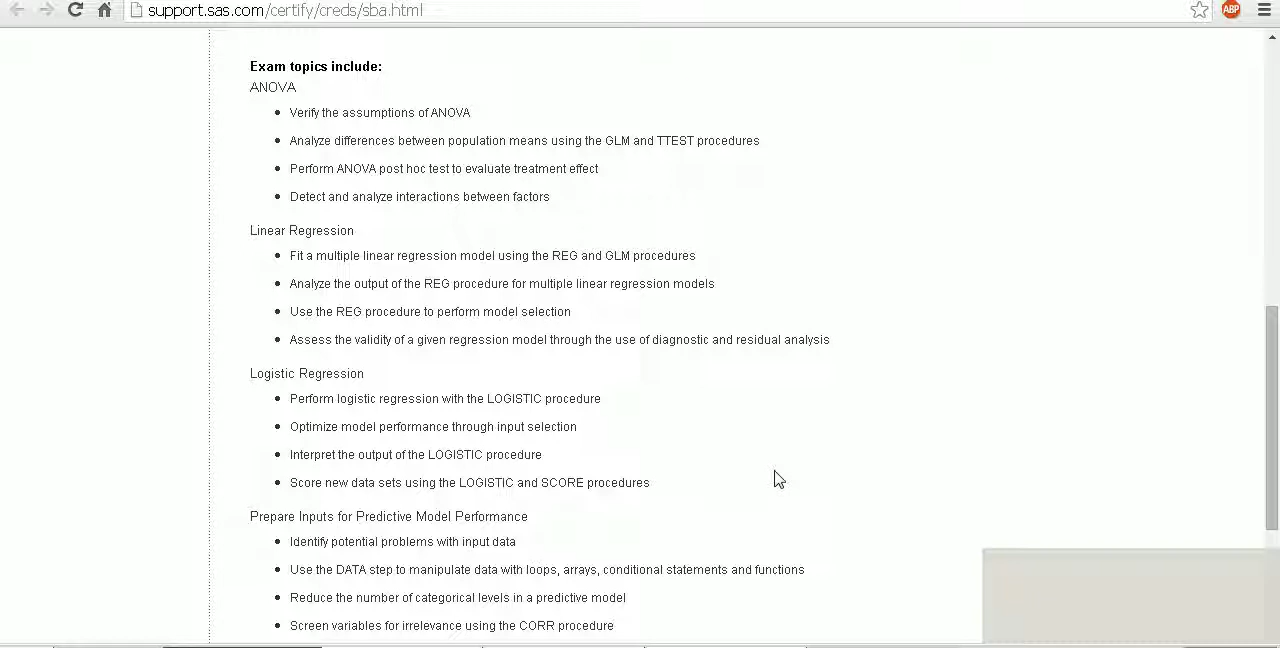 support.sas.com/certify/creds/sba.html
ABP
Exam topics include:
ANOVA
• Verify the assumptions of ANOVA
• Analyze differences between population means using the GLM and TTEST procedures
• Perform ANOVA post hoc test to evaluate treatment effect
• Detect and analyze interactions between factors
Linear Regression
• Fit a multiple linear regression model using the REG and GLM procedures
• Analyze the output of the REG procedure for multiple linear regression models
• Use the REG procedure to perform model selection
• Assess the validity of a given regression model through the use of diagnostic and residual analysis
Logistic Regression
• Perform logistic regression with the LOGISTIC procedure
• Optimize model performance through input selection
• Interpret the output of the LOGISTIC procedure
• Score new data sets using the LOGISTIC and SCORE procedures
Prepare Inputs for Predictive Model Performance
• Identify potential problems with input data
• Use the DATA step to manipulate data with loops, arrays, conditional statements and functions
• Reduce the number of categorical levels in a predictive model
• Screen variables for irrelevance using the CORR procedure